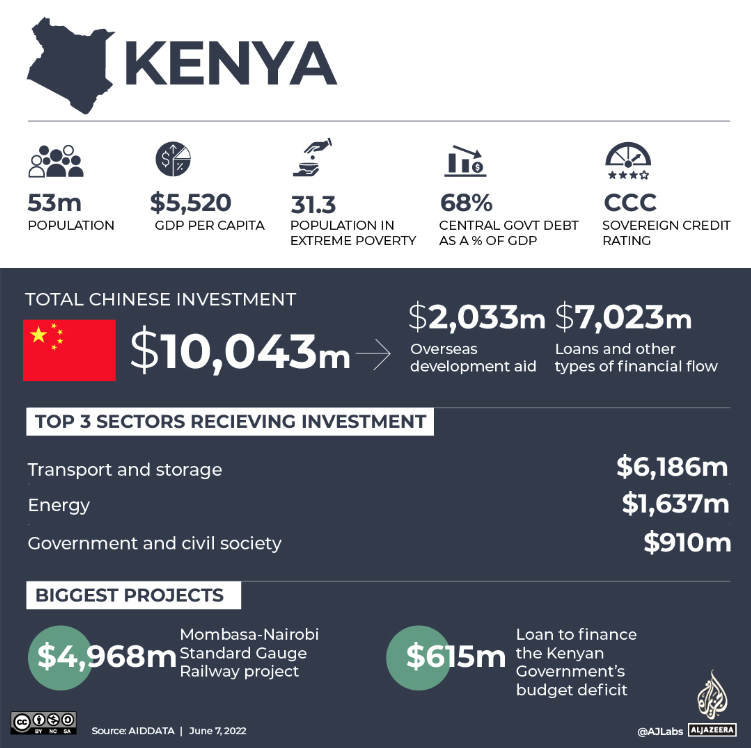 KENYA
53m
POPULATION
$5,520
GDP PER CAPITA
31.3
POPULATION IN
EXTREME POVERTY
68%
CENTRAL GOVT DEBT
AS A % OF GDP
CCC
SOVEREIGN CREDIT
RATING
TOTAL CHINESE INVESTMENT
$10,043m
$2,033m
Overseas
development aid
$7,023m
Loans and other
types of financial flow
TOP 3 SECTORS RECIEVING INVESTMENT
Transport and storage
$6,186m
Energy
$1,637m
Government and civil society
$910m
BIGGEST PROJECTS
$4,968m
Mombasa-Nairobi
Standard Gauge
Railway project
$615m
Loan to finance
the Kenyan
Government's
budget deficit
cc BY NC SA
Source: AIDDATA | June 7, 2022
@AJLabs
ALJAZEERA